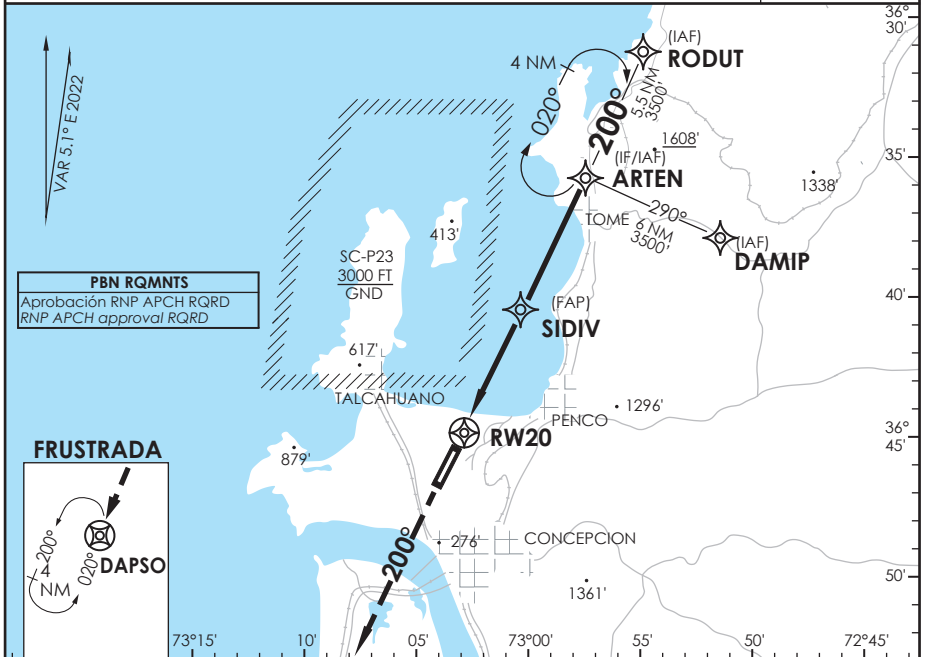 36°
30'
(IAF)
RODUT
4 NM
020°
200°
5.5 NM
3500'
1608'
VAR 5.1° E 2022
35'
(IF/IAF)
ARTEN
1338'
TOME
290°
6 NM
3500'
(IAF)
DAMIP
413'
SC-P23
3000 FT
GND
PBN RQMNTS
Aprobación RNP APCH RQRD
RNP APCH approval RQRD
40'
(FAP)
SIDIV
617'
TALCAHUANO
1296'
PENCO
RW20
36°
45'
879'
FRUSTRADA
200°
020°
4
NM
DAPSO
276'
CONCEPCION
200°
1361'
50'
73°15'
10'
05'
73°00'
55'
50'
72°45'